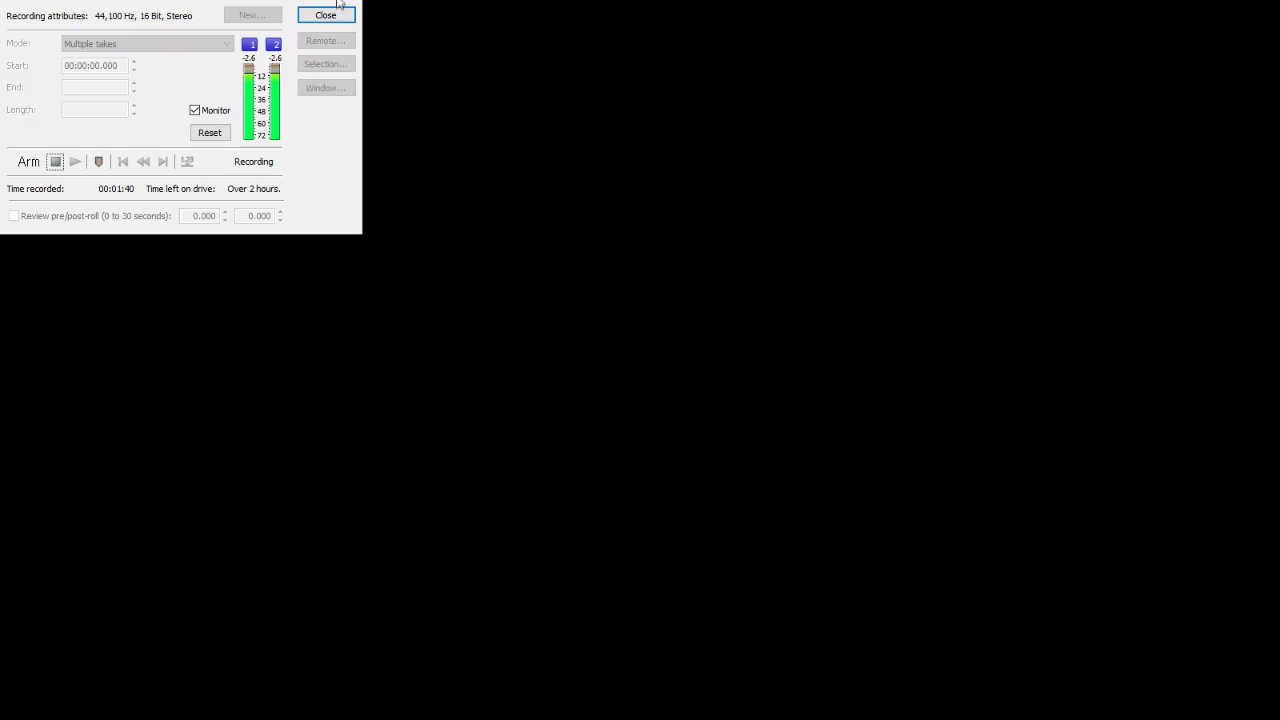 Recording attributes: 44,100 Hz, 16 Bit, Stereo New... Close
Mode: Multiple takes 1 2 Remote...
-2.6 -2.6
Start: 00:00:00.000 Selection...
12
End: 24 Window...
36
Length: Monitor 48
60
Reset 72
Arm Recording
Time recorded: 00:01:40 Time left on drive: Over 2 hours.
Review pre/post-roll (0 to 30 seconds): 0.000 0.000